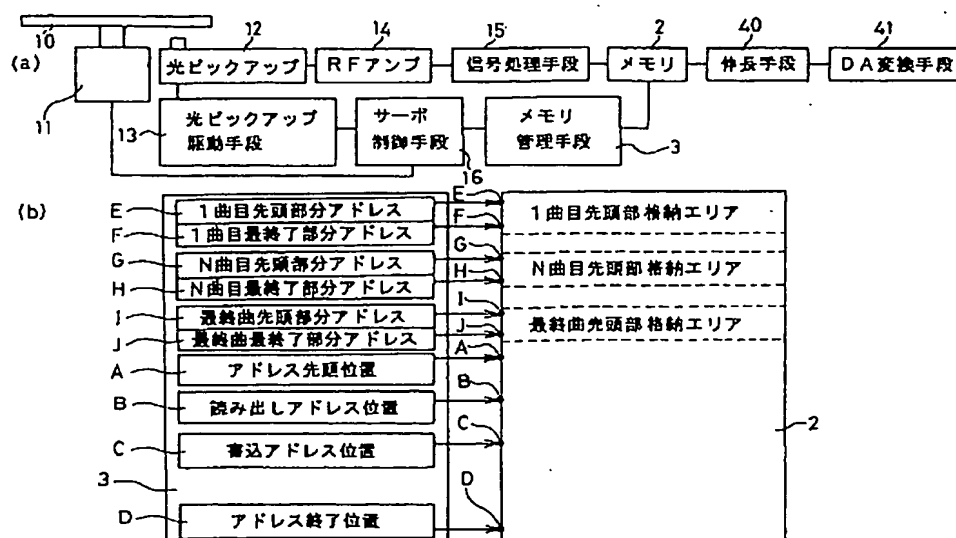 10 12 14 15 2 40 41
(a) 光ピックアップ RFアンプ 信号処理手段 メモリ 伸長手段 DA変換手段
11
13 光ピックアップ駆動手段 サーボ制御手段 メモリ管理手段 3
16
(b)
E 1曲目先頭部分アドレス E 1曲目先頭部格納エリア
F 1曲目最終了部分アドレス F
G N曲目先頭部分アドレス G N曲目先頭部格納エリア
H N曲目最終了部分アドレス H
I 最終曲先頭部分アドレス I 最終曲先頭部格納エリア
J 最終曲最終了部分アドレス J
A アドレス先頭位置 A
B 読み出しアドレス位置 B
C 書込アドレス位置 C 2
3
D アドレス終了位置 D